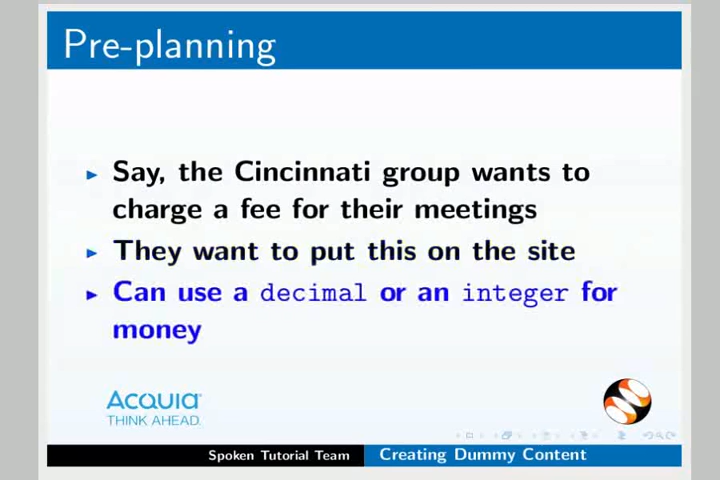 Pre-planning
Say, the Cincinnati group wants to
charge a fee for their meetings
They want to put this on the site
Can use a decimal or an integer for
money
Acquia
THINK AHEAD.
Spoken Tutorial Team
Creating Dummy Content